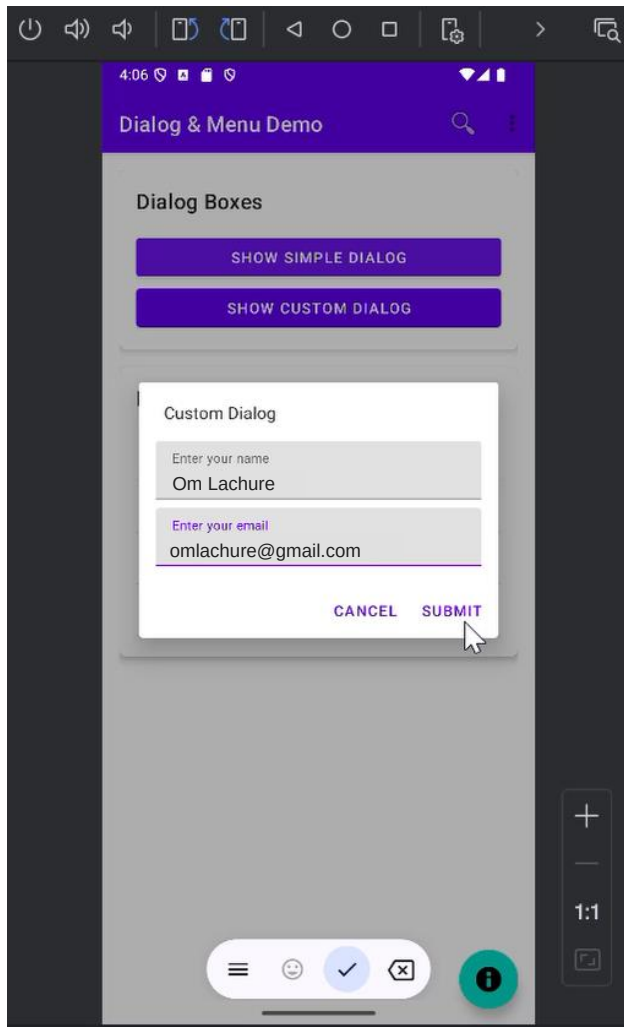 4:06
Dialog & Menu Demo
Dialog Boxes
SHOW SIMPLE DIALOG
SHOW CUSTOM DIALOG
Custom Dialog
Enter your name
Om Lachure
Enter your email
omlachure@gmail.com
CANCEL SUBMIT
1:1